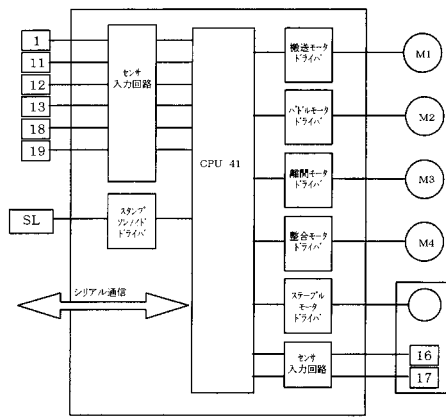 1
11
12
13
18
19
センサ
入力回路
SL
スタンプ
ソレノイド
ドライバ
シリアル通信
CPU 41
搬送モータ
ドライバ
パドルモータ
ドライバ
離間モータ
ドライバ
整合モータ
ドライバ
ステープル
モータ
ドライバ
センサ
入力回路
M1
M2
M3
M4
16
17